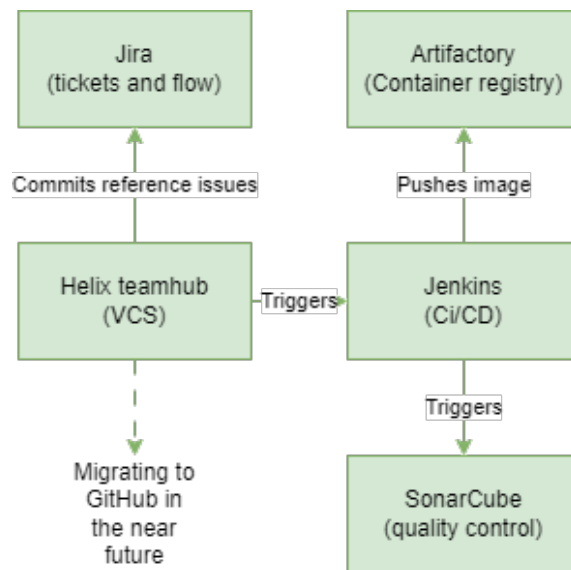 Jira
(tickets and flow)
Artifactory
(Container registry)
Commits reference issues
Pushes image
Helix teamhub
(VCS)
Triggers
Jenkins
(Ci/CD)
Triggers
Migrating to
GitHub in
the near
future
SonarCube
(quality control)